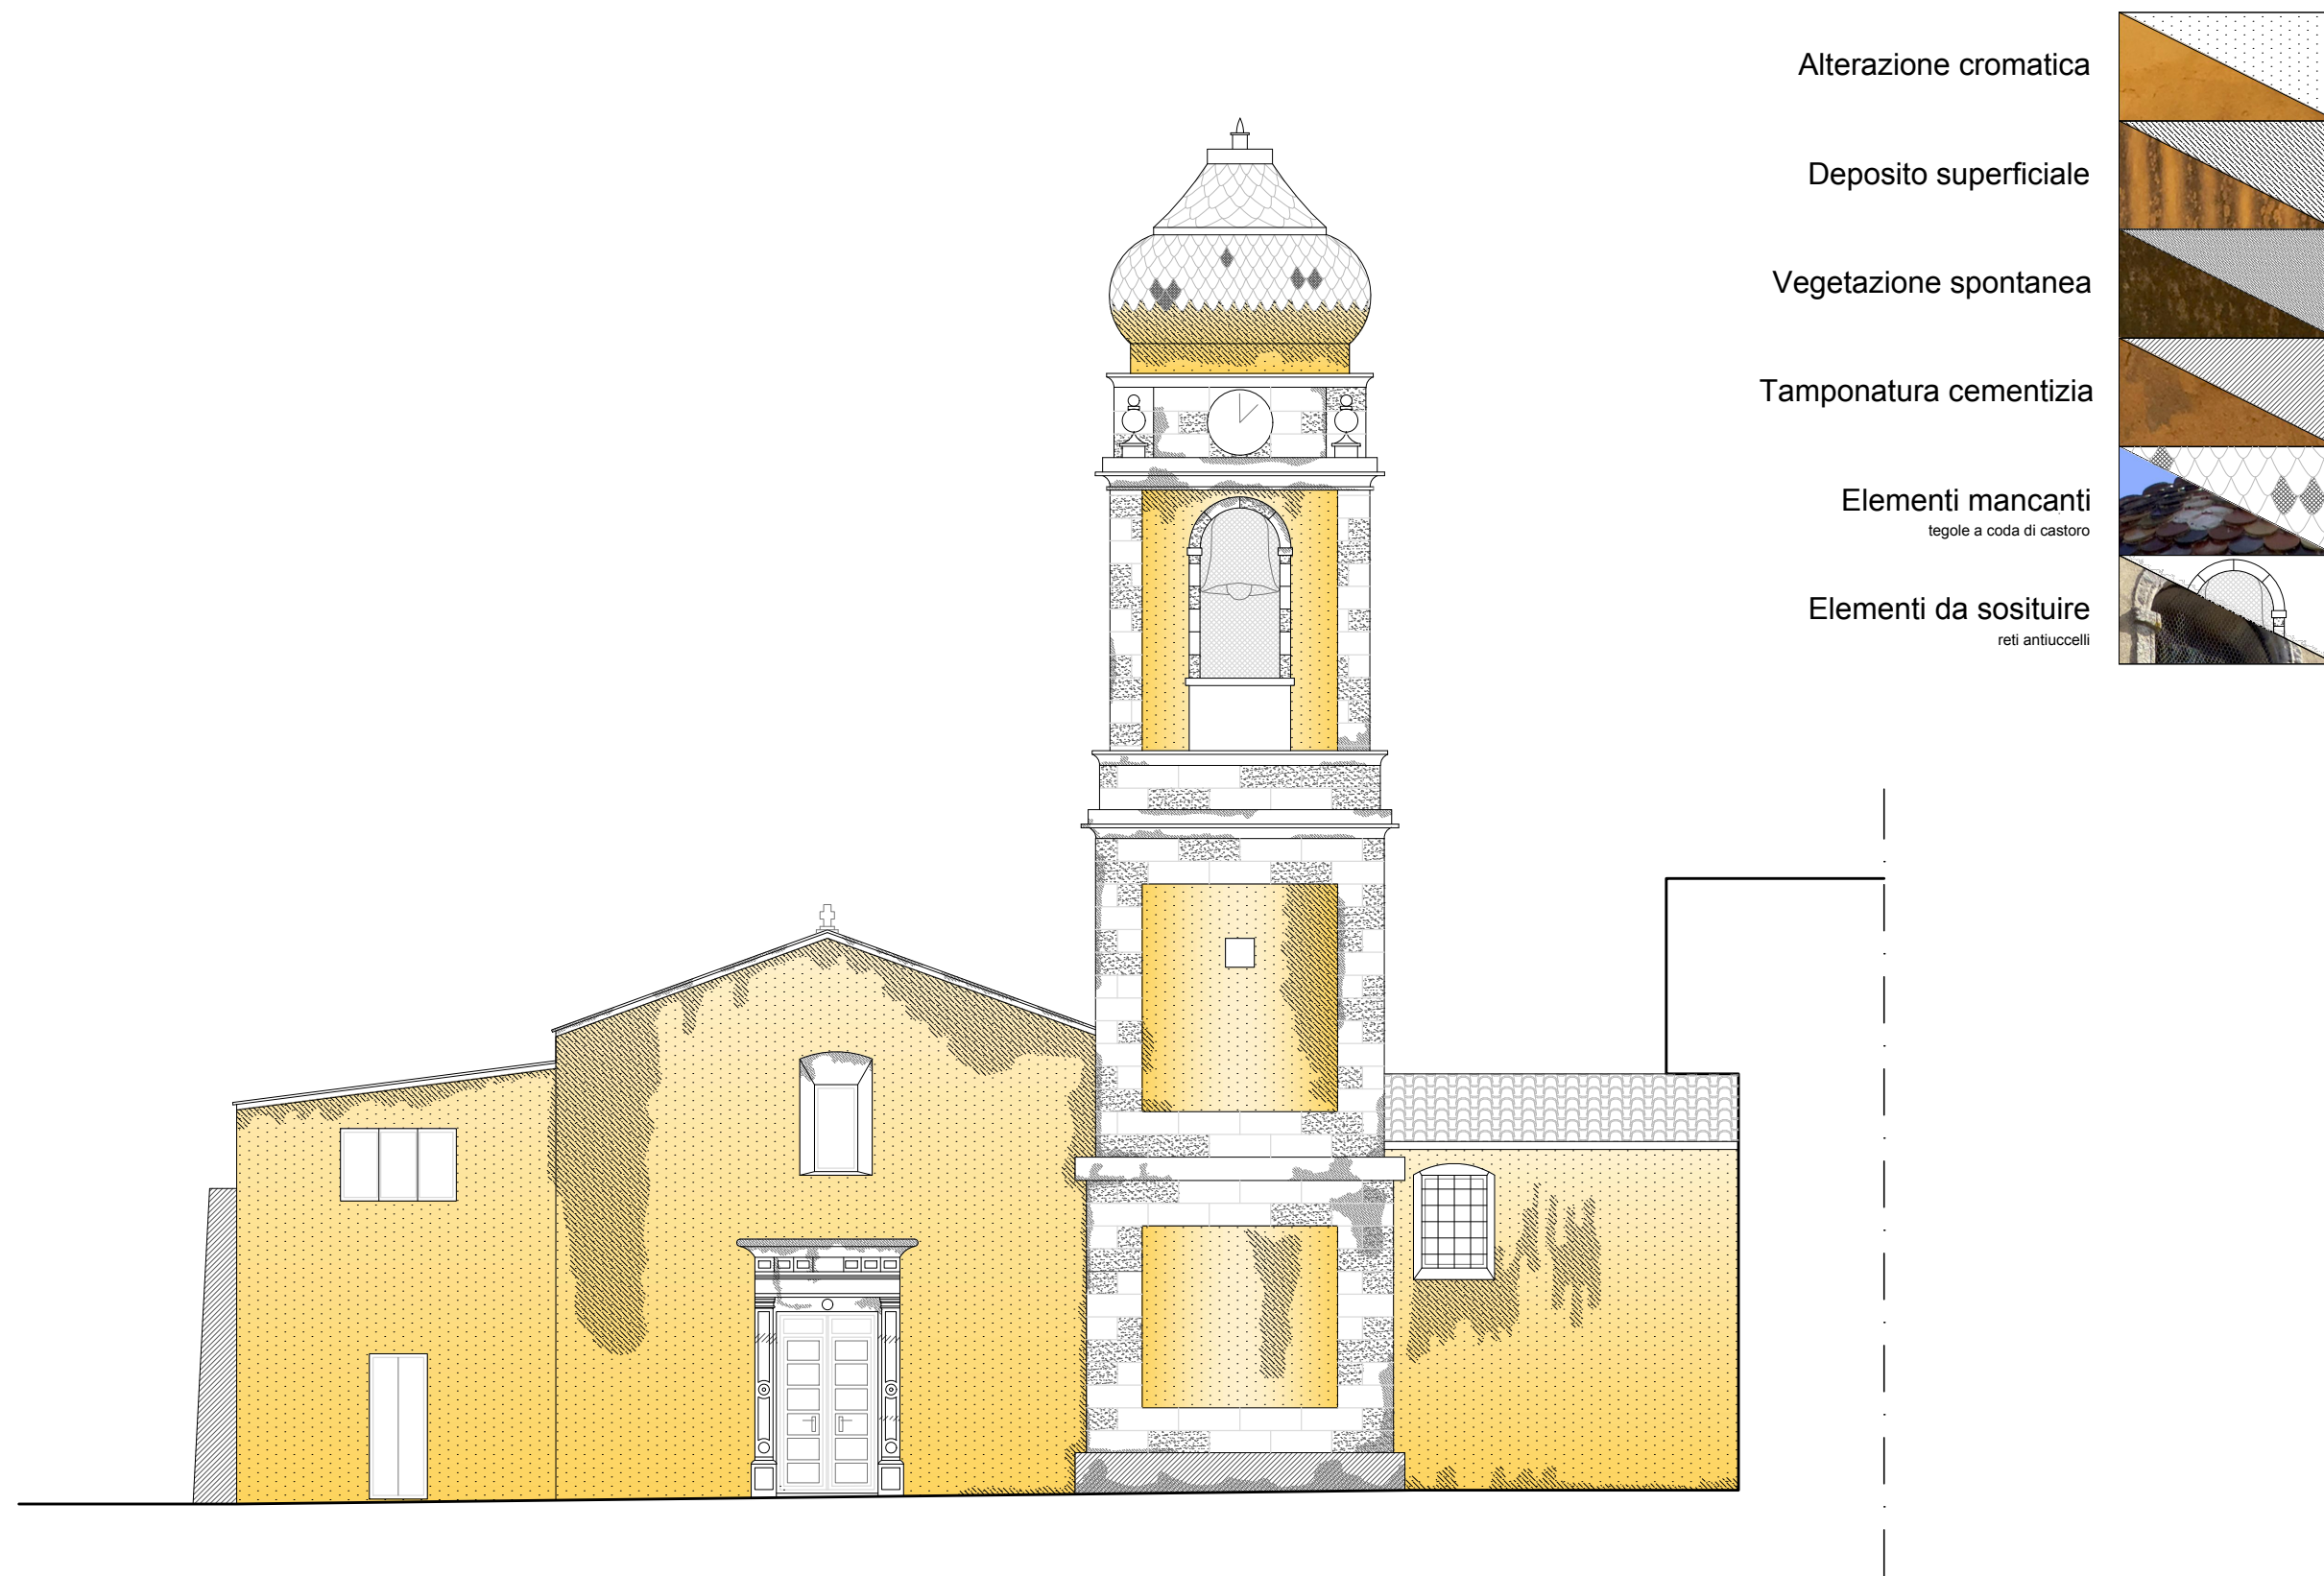 Alterazione cromatica
Deposito superficiale
Vegetazione spontanea
Tamponatura cementizia
Elementi mancanti
tegole a coda di castoro
Elementi da sosituire
reti antiuccelli